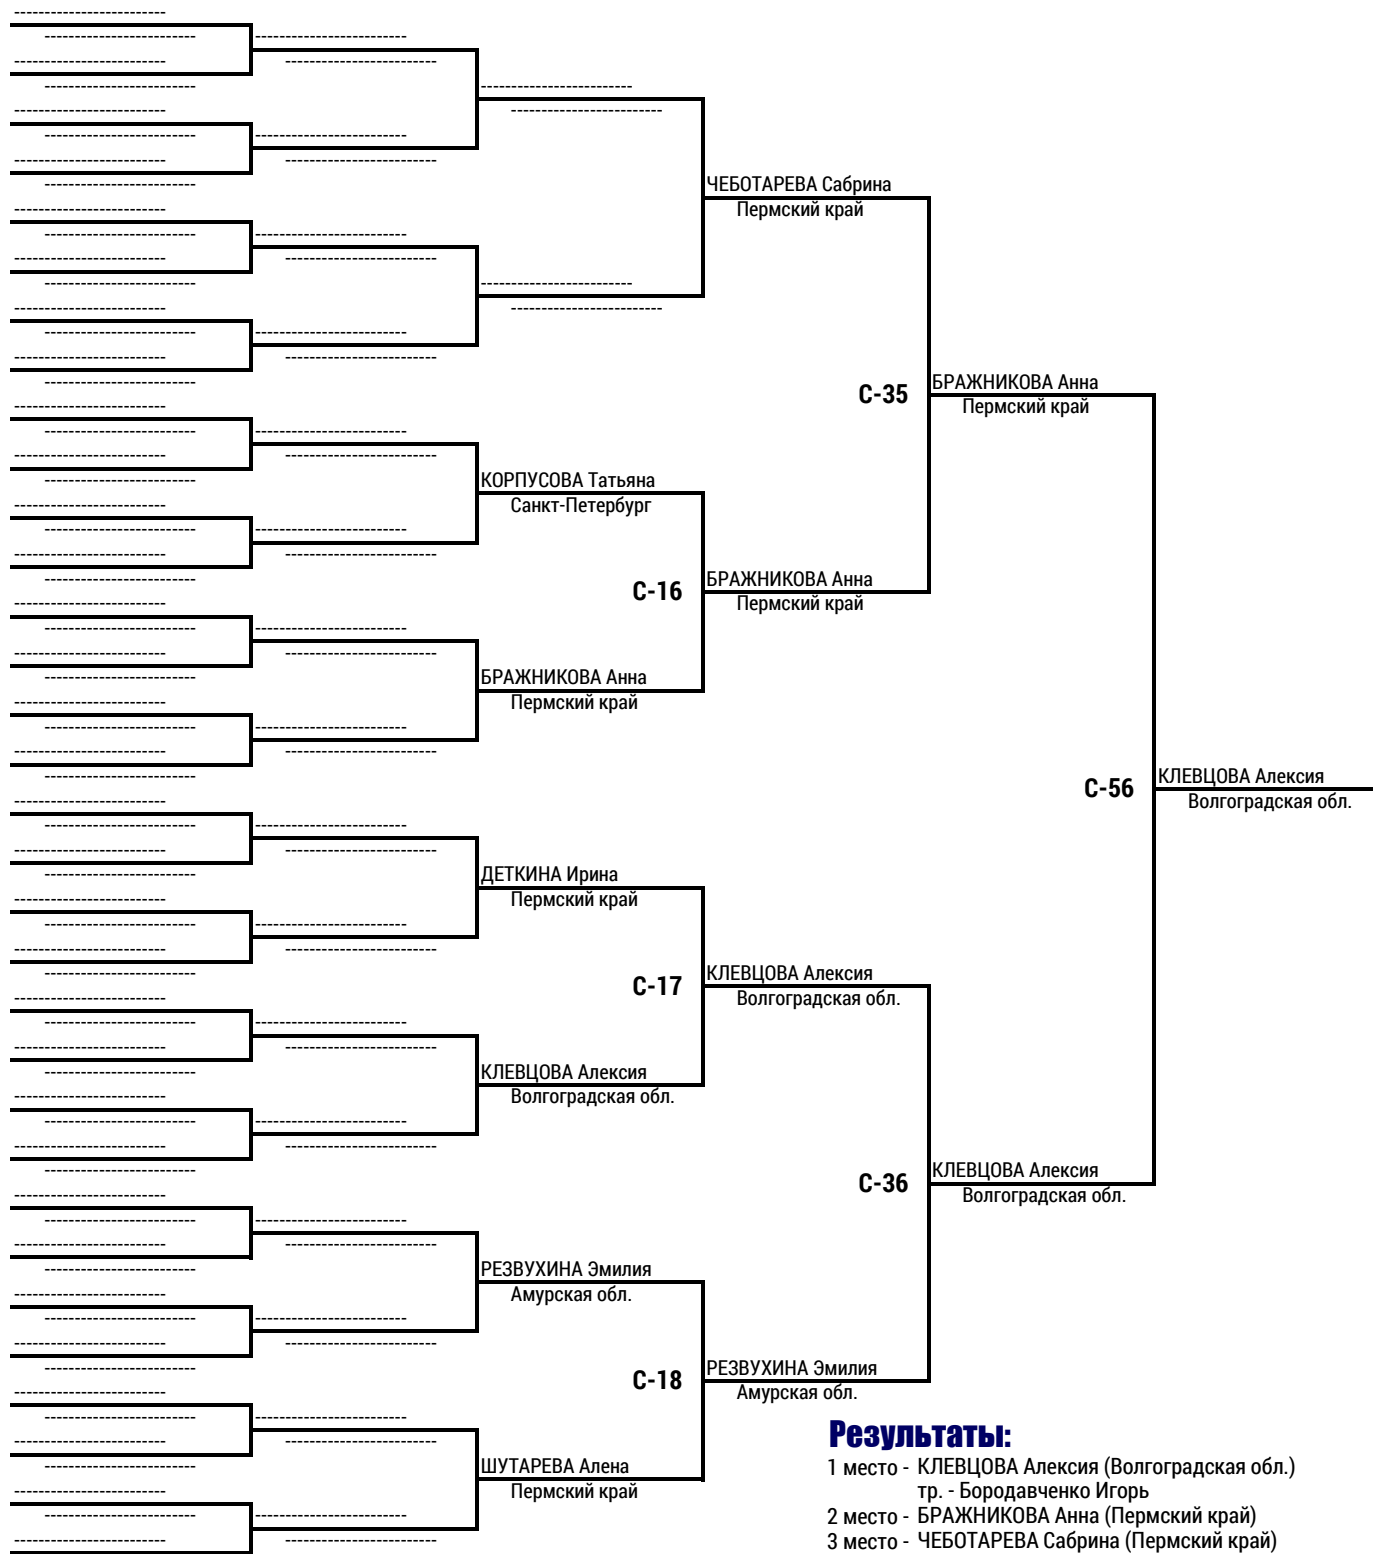 ЧЕБОТАРЕВА Сабрина
Пермский край
С-35
БРАЖНИКОВА Анна
Пермский край
КОРПУСОВА Татьяна
Санкт-Петербург
С-16
БРАЖНИКОВА Анна
Пермский край
БРАЖНИКОВА Анна
Пермский край
С-56
КЛЕВЦОВА Алексия
Волгоградская обл.
ДЕТКИНА Ирина
Пермский край
С-17
КЛЕВЦОВА Алексия
Волгоградская обл.
КЛЕВЦОВА Алексия
Волгоградская обл.
С-36
КЛЕВЦОВА Алексия
Волгоградская обл.
РЕЗВУХИНА Эмилия
Амурская обл.
С-18
РЕЗВУХИНА Эмилия
Амурская обл.
ШУТАРЕВА Алена
Пермский край
Результаты:
1 место - КЛЕВЦОВА Алексия (Волгоградская обл.)
тр. - Бородавченко Игорь
2 место - БРАЖНИКОВА Анна (Пермский край)
3 место - ЧЕБОТАРЕВА Сабрина (Пермский край)